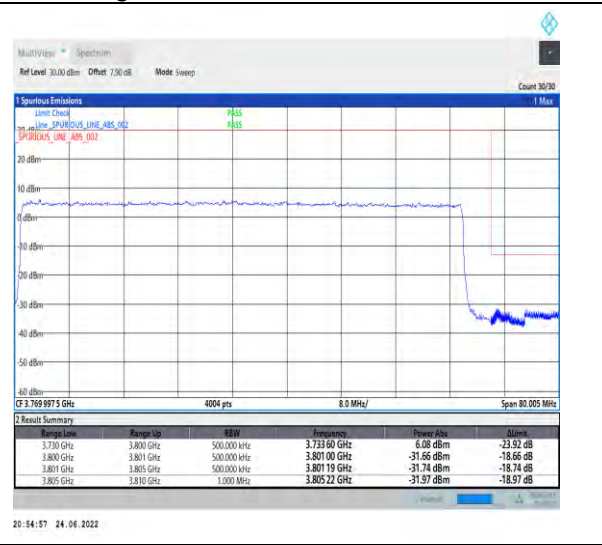 MultiView Spectrum
Ref Level 30.00 dBm Offset 7.90 dB Mode Sweep
Count 30/30
1 Spurious Emissions 1 Max
Limit Check PASS
Line_SPURIOUS_LINE_ABS_002 PASS
_SPURIOUS_LINE_ABS_002
20 dBm
10 dBm
0 dBm
-10 dBm
-20 dBm
-30 dBm
-40 dBm
-50 dBm
-60 dBm
CF 3.7699975 GHz 4004 pts 8.0 MHz/ Span 80.005 MHz
2 Result Summary
Range Low Range Up RBW Frequency Power Abs ΔLimit
3.730 GHz 3.800 GHz 500.000 kHz 3.733 60 GHz 6.08 dBm -23.92 dB
3.800 GHz 3.801 GHz 500.000 kHz 3.801 00 GHz -31.66 dBm -18.66 dB
3.801 GHz 3.805 GHz 500.000 kHz 3.801 19 GHz -31.74 dBm -18.74 dB
3.805 GHz 3.810 GHz 1.000 MHz 3.805 22 GHz -31.97 dBm -18.97 dB
20:54:57 24.06.2022